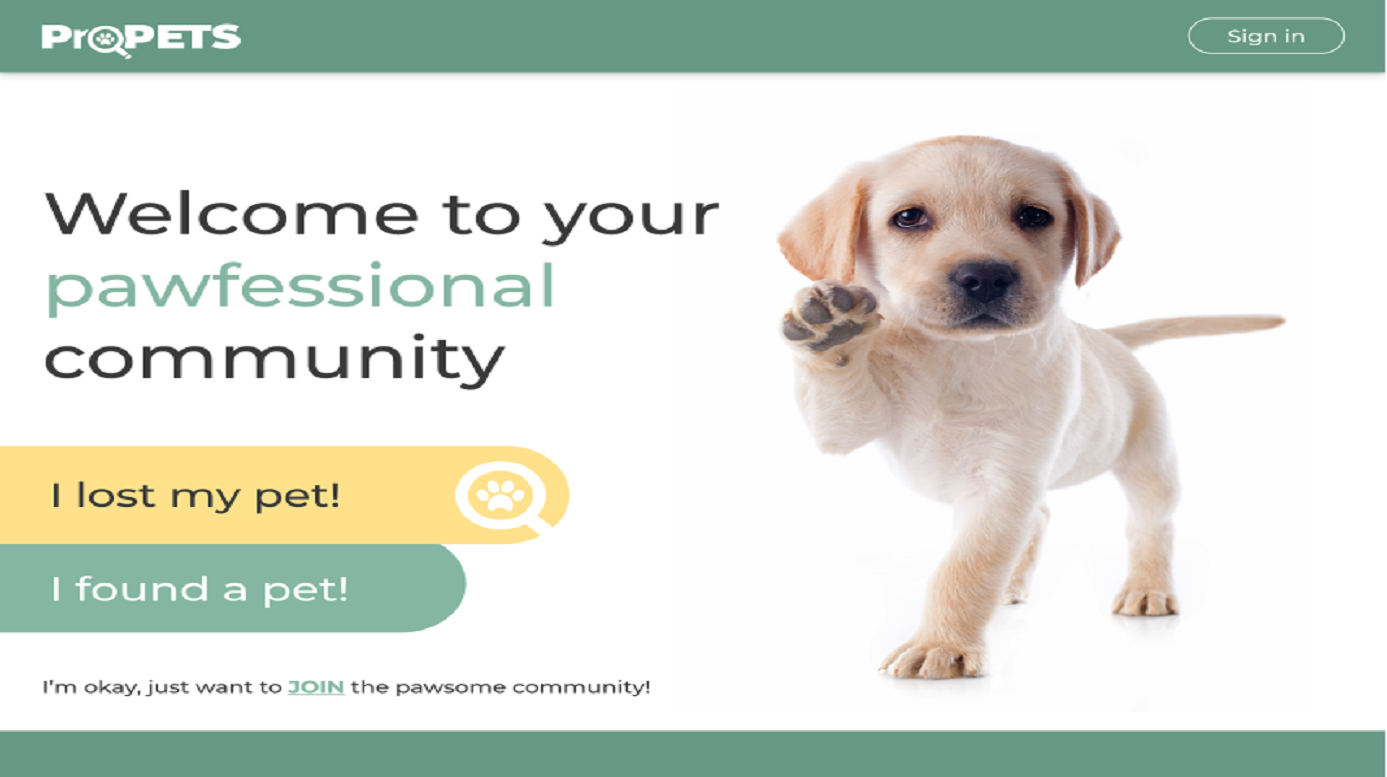 PrOPETS
Sign in
Welcome to your
pawfessional
community
I lost my pet!
I found a pet!
I'm okay, just want to JOIN the pawsome community!